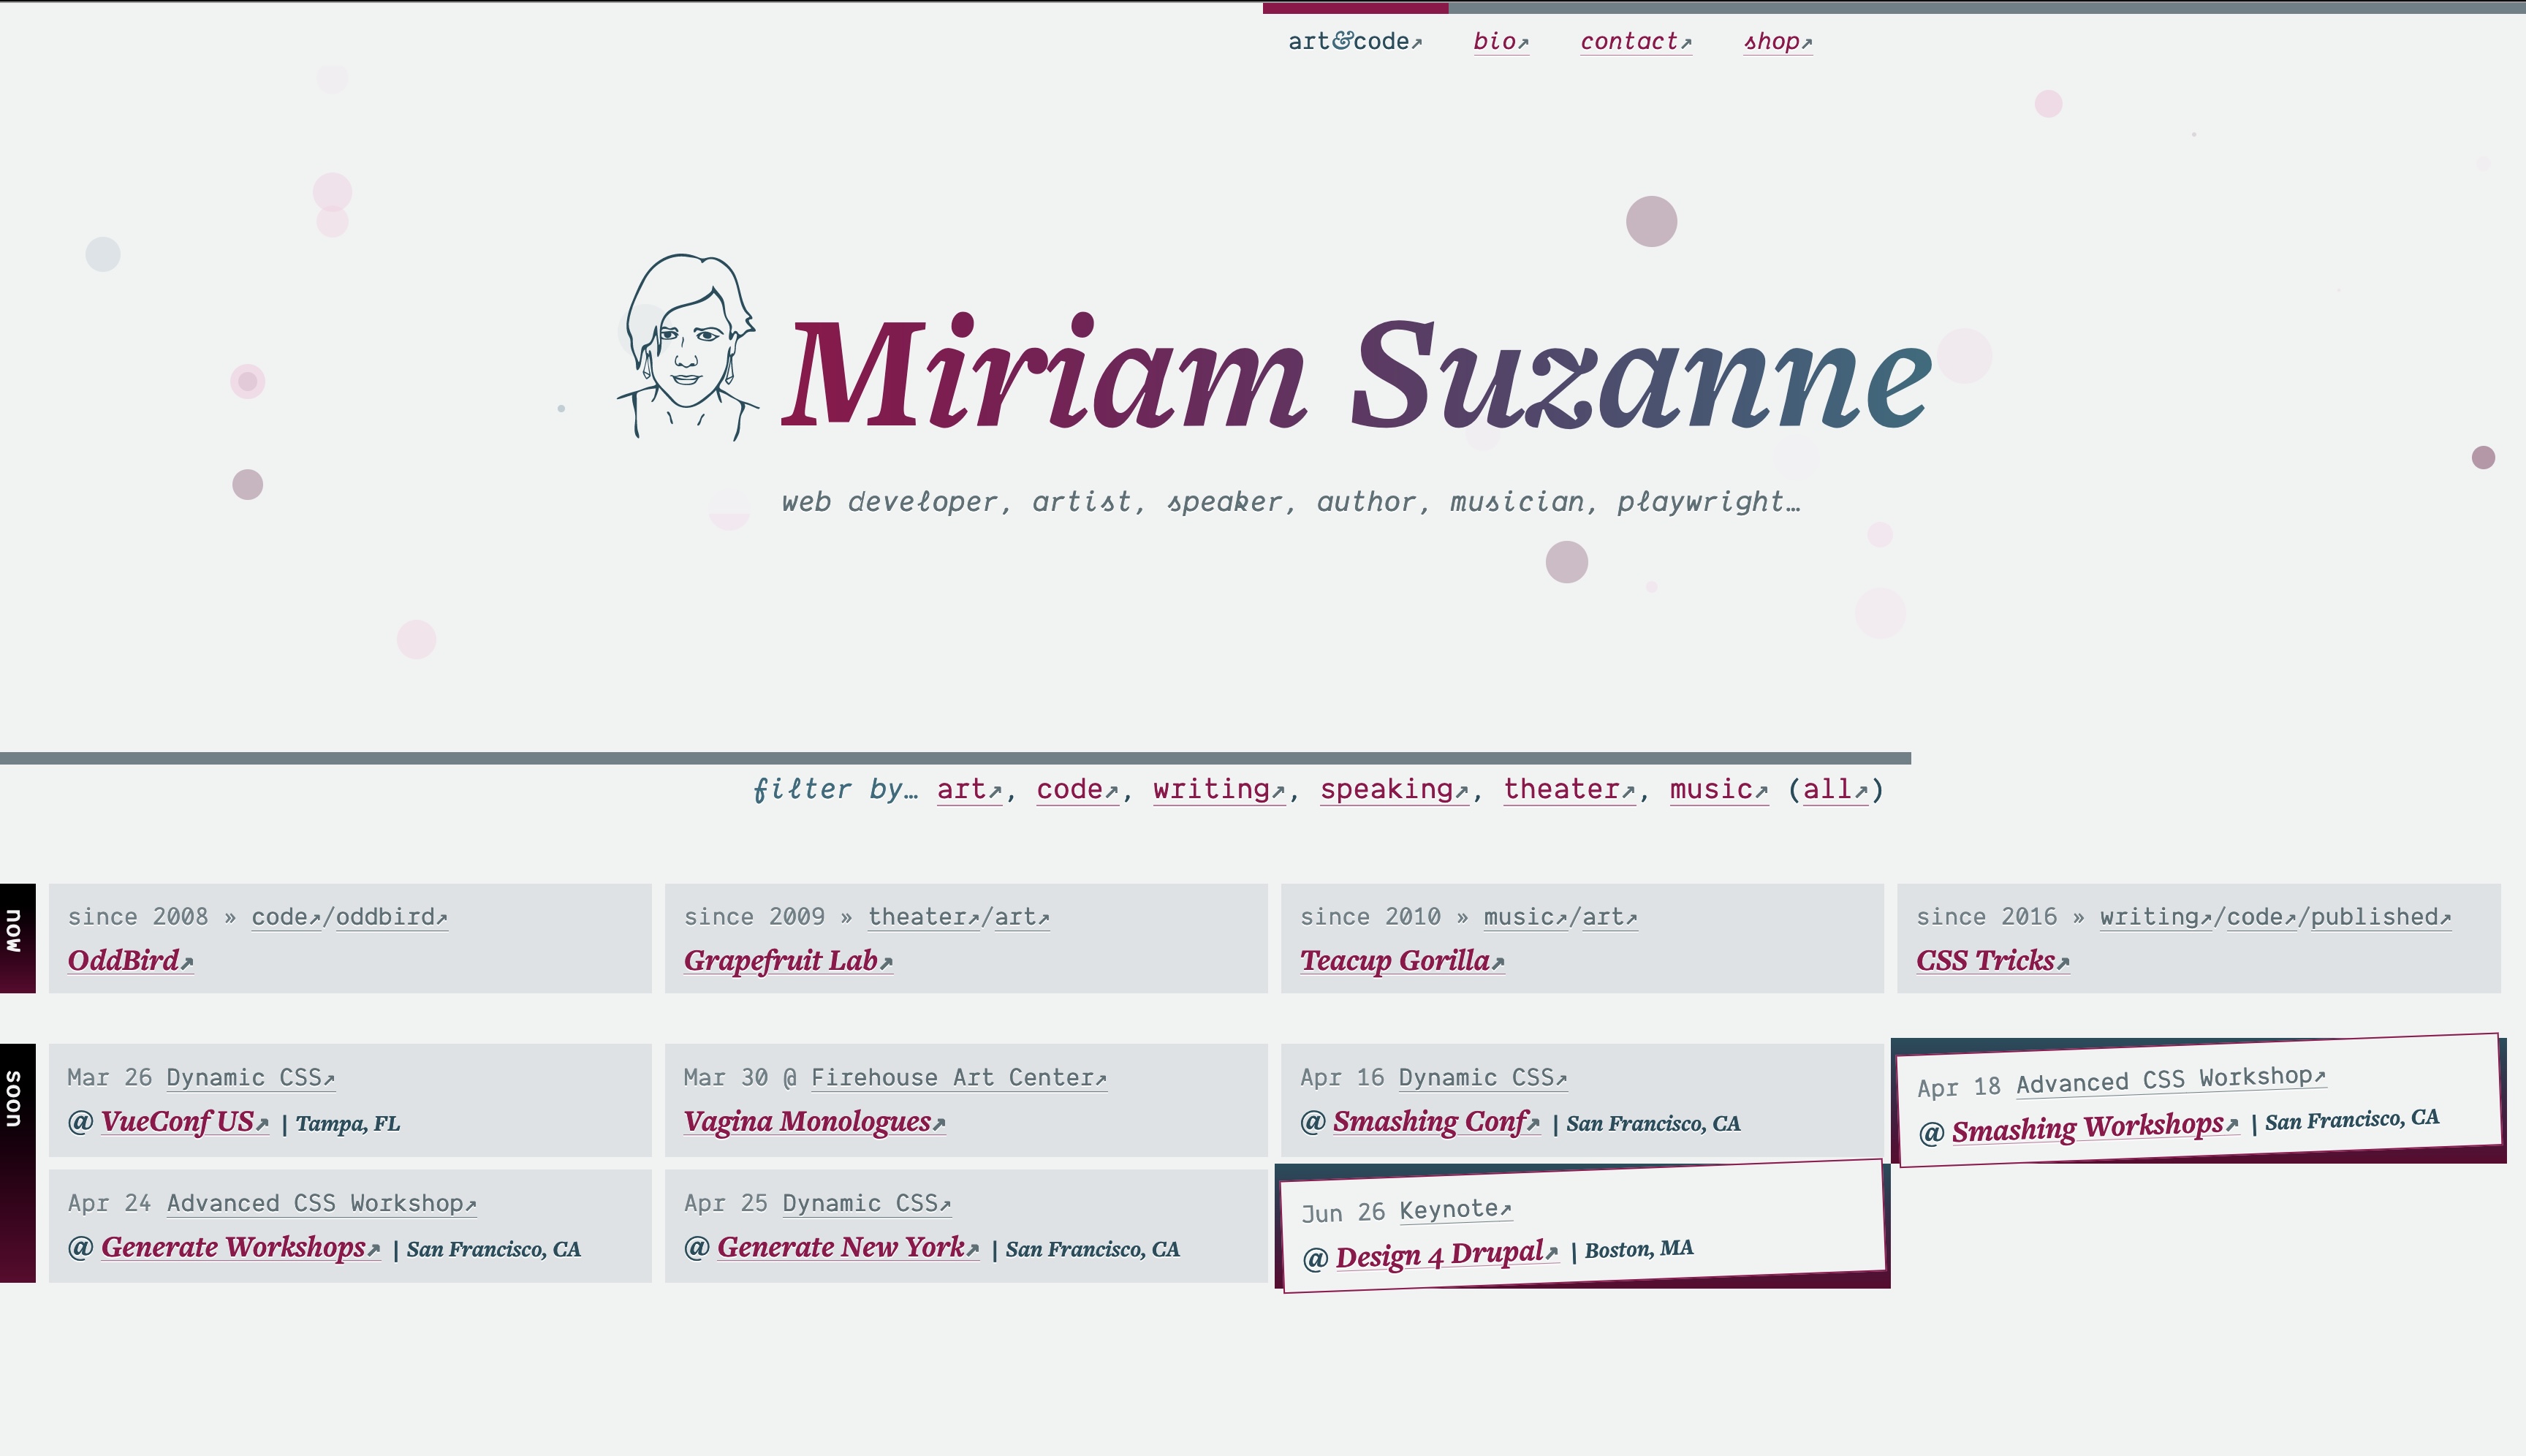 art&code↗ bio↗ contact↗ shop↗
Miriam Suzanne
web developer, artist, speaker, author, musician, playwright…
filter by… art↗, code↗, writing↗, speaking↗, theater↗, music↗ (all↗)
now
since 2008 » code↗/oddbird↗
OddBird↗
since 2009 » theater↗/art↗
Grapefruit Lab↗
since 2010 » music↗/art↗
Teacup Gorilla↗
since 2016 » writing↗/code↗/published↗
CSS Tricks↗
soon
Mar 26 Dynamic CSS↗
@ VueConf US↗ | Tampa, FL
Mar 30 @ Firehouse Art Center↗
Vagina Monologues↗
Apr 16 Dynamic CSS↗
@ Smashing Conf↗ | San Francisco, CA
Apr 18 Advanced CSS Workshop↗
@ Smashing Workshops↗ | San Francisco, CA
Apr 24 Advanced CSS Workshop↗
@ Generate Workshops↗ | San Francisco, CA
Apr 25 Dynamic CSS↗
@ Generate New York↗ | San Francisco, CA
Jun 26 Keynote↗
@ Design 4 Drupal↗ | Boston, MA